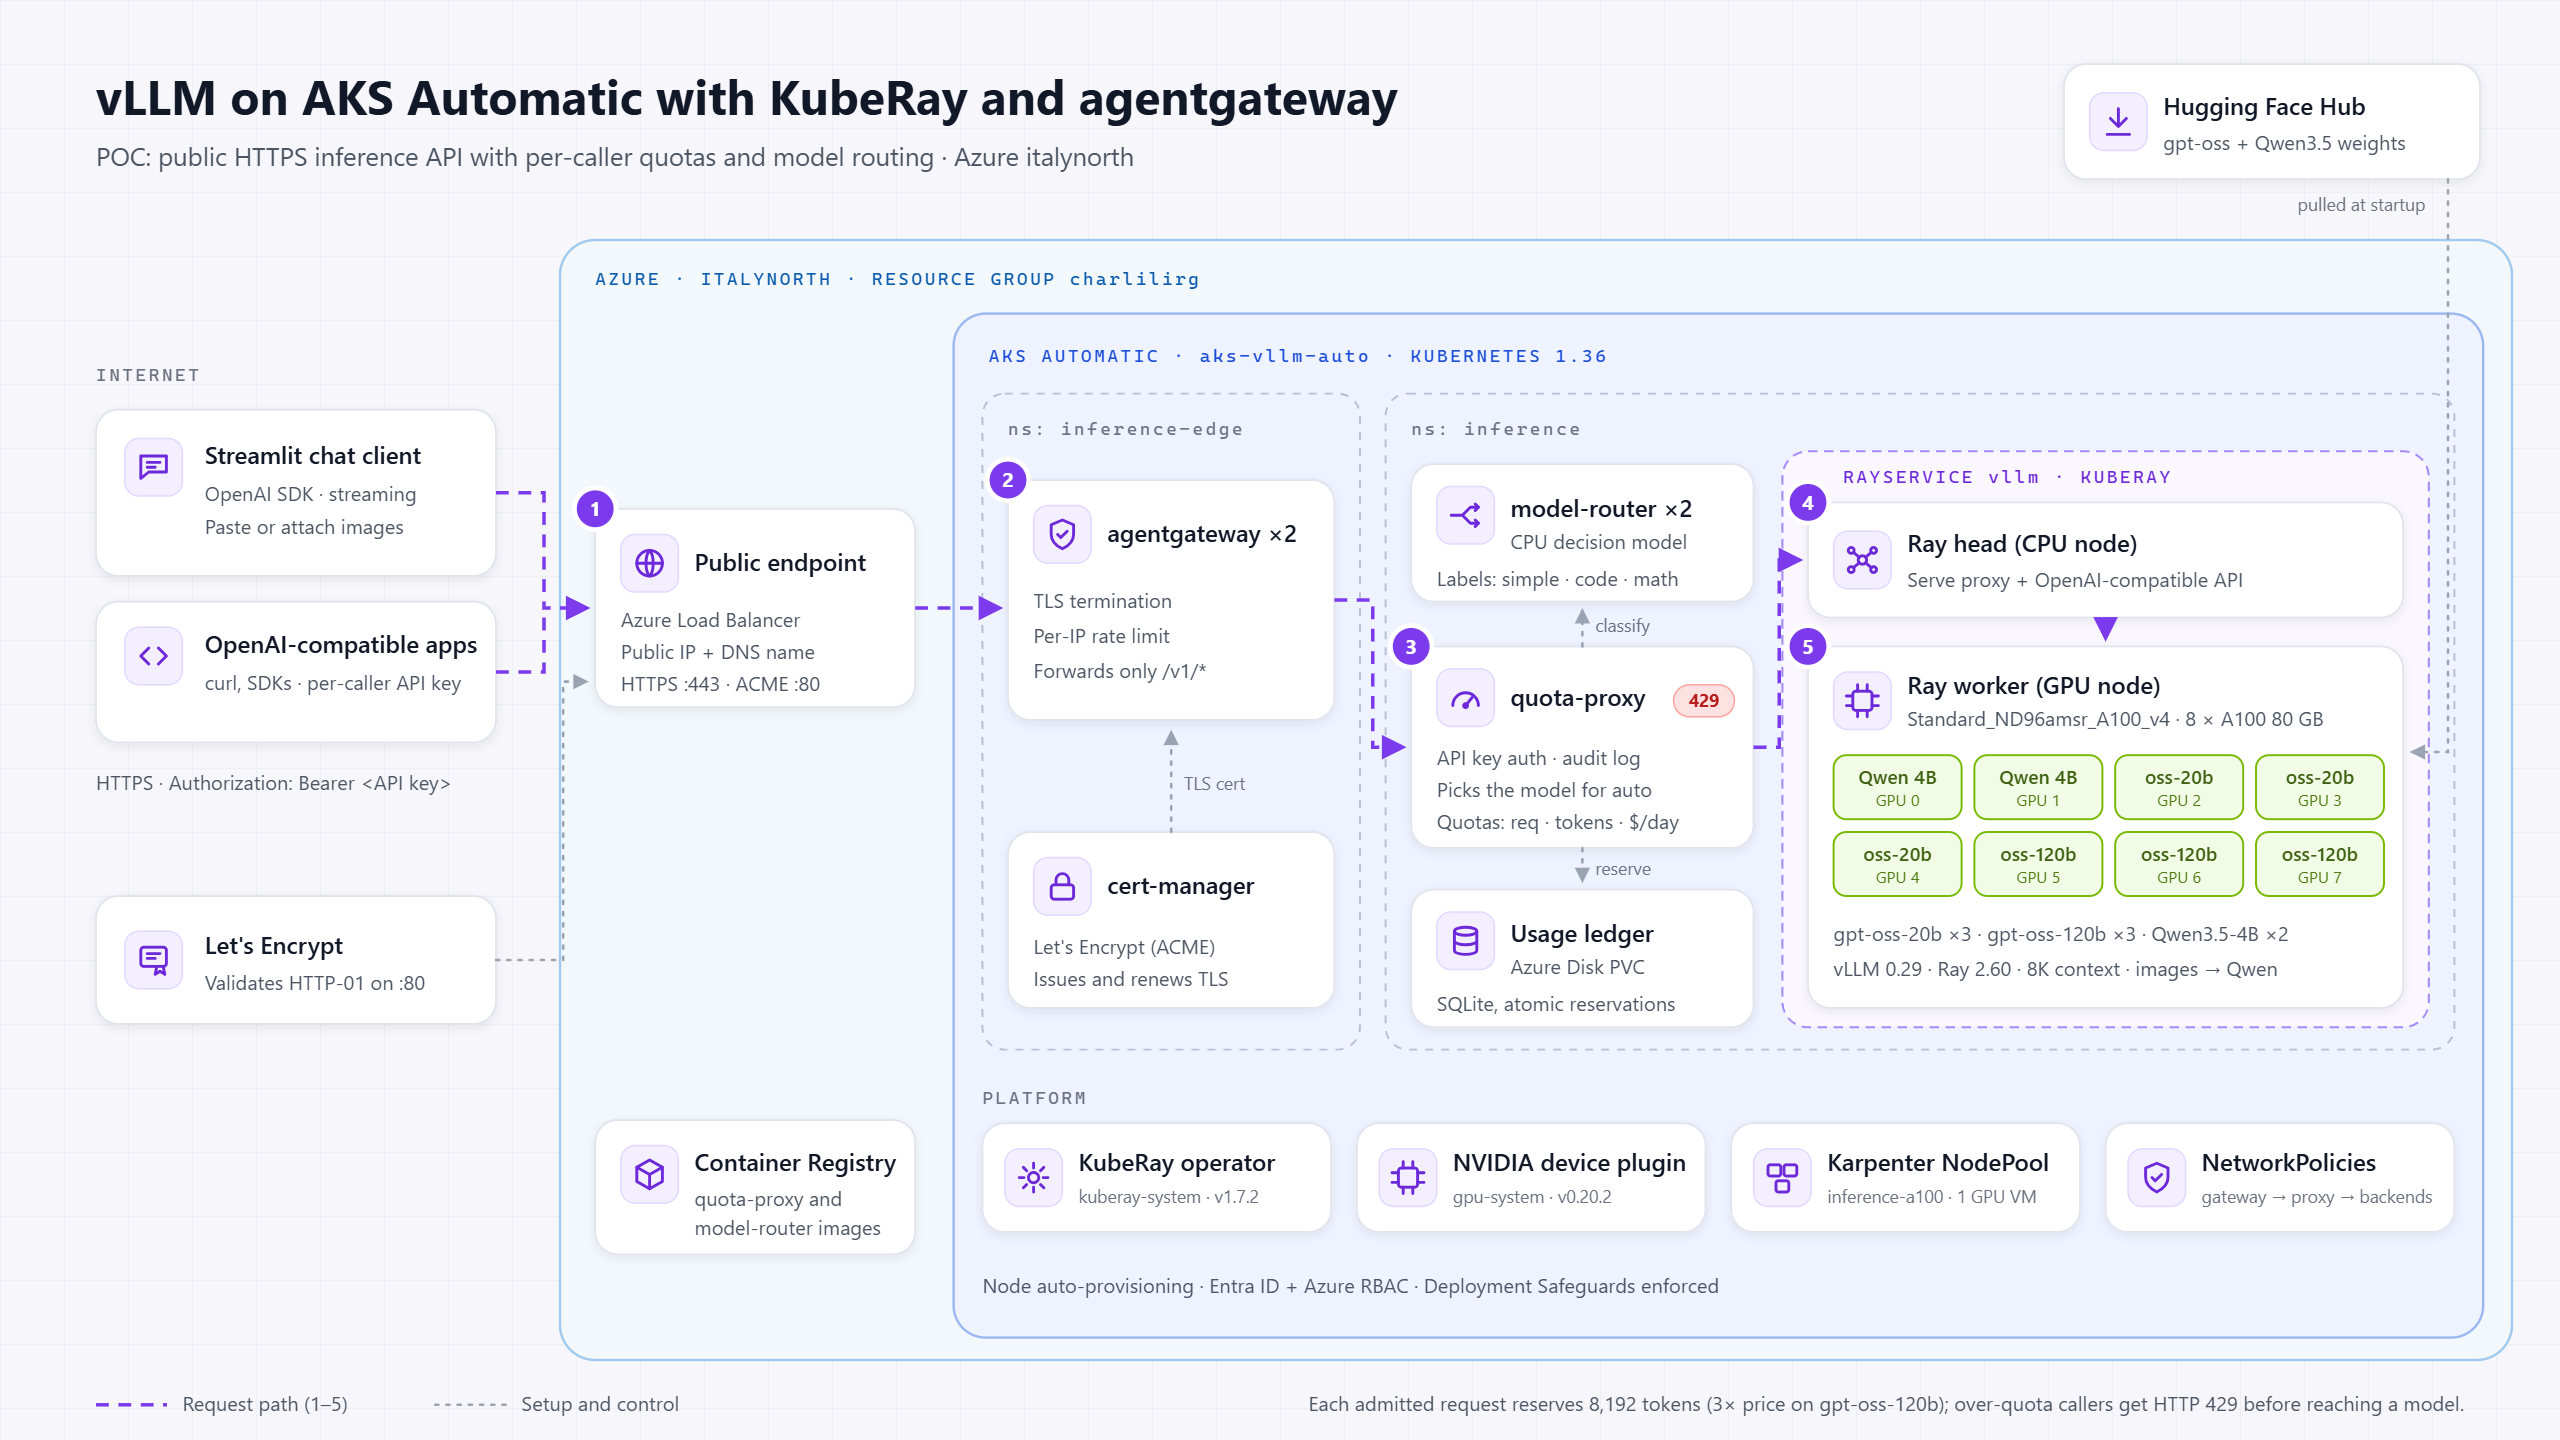 vLLM on AKS Automatic with KubeRay and agentgateway
POC: public HTTPS inference API with per-caller quotas and model routing · Azure italynorth
Hugging Face Hub
gpt-oss + Qwen3.5 weights
pulled at startup
AZURE · ITALYNORTH · RESOURCE GROUP charlilirg
AKS AUTOMATIC · aks-vllm-auto · KUBERNETES 1.36
INTERNET
Streamlit chat client
OpenAI SDK · streaming
Paste or attach images
OpenAI-compatible apps
curl, SDKs · per-caller API key
HTTPS · Authorization: Bearer <API key>
Let's Encrypt
Validates HTTP-01 on :80
1
Public endpoint
Azure Load Balancer
Public IP + DNS name
HTTPS :443 · ACME :80
Container Registry
quota-proxy and
model-router images
ns: inference-edge
2
agentgateway ×2
TLS termination
Per-IP rate limit
Forwards only /v1/*
TLS cert
cert-manager
Let's Encrypt (ACME)
Issues and renews TLS
ns: inference
model-router ×2
CPU decision model
Labels: simple · code · math
classify
3
quota-proxy
429
API key auth · audit log
Picks the model for auto
Quotas: req · tokens · $/day
reserve
Usage ledger
Azure Disk PVC
SQLite, atomic reservations
RAYSERVICE vllm · KUBERAY
4
Ray head (CPU node)
Serve proxy + OpenAI-compatible API
5
Ray worker (GPU node)
Standard_ND96amsr_A100_v4 · 8 × A100 80 GB
Qwen 4B
GPU 0
Qwen 4B
GPU 1
oss-20b
GPU 2
oss-20b
GPU 3
oss-20b
GPU 4
oss-120b
GPU 5
oss-120b
GPU 6
oss-120b
GPU 7
gpt-oss-20b ×3 · gpt-oss-120b ×3 · Qwen3.5-4B ×2
vLLM 0.29 · Ray 2.60 · 8K context · images → Qwen
PLATFORM
KubeRay operator
kuberay-system · v1.7.2
NVIDIA device plugin
gpu-system · v0.20.2
Karpenter NodePool
inference-a100 · 1 GPU VM
NetworkPolicies
gateway → proxy → backends
Node auto-provisioning · Entra ID + Azure RBAC · Deployment Safeguards enforced
Request path (1–5)
Setup and control
Each admitted request reserves 8,192 tokens (3× price on gpt-oss-120b); over-quota callers get HTTP 429 before reaching a model.